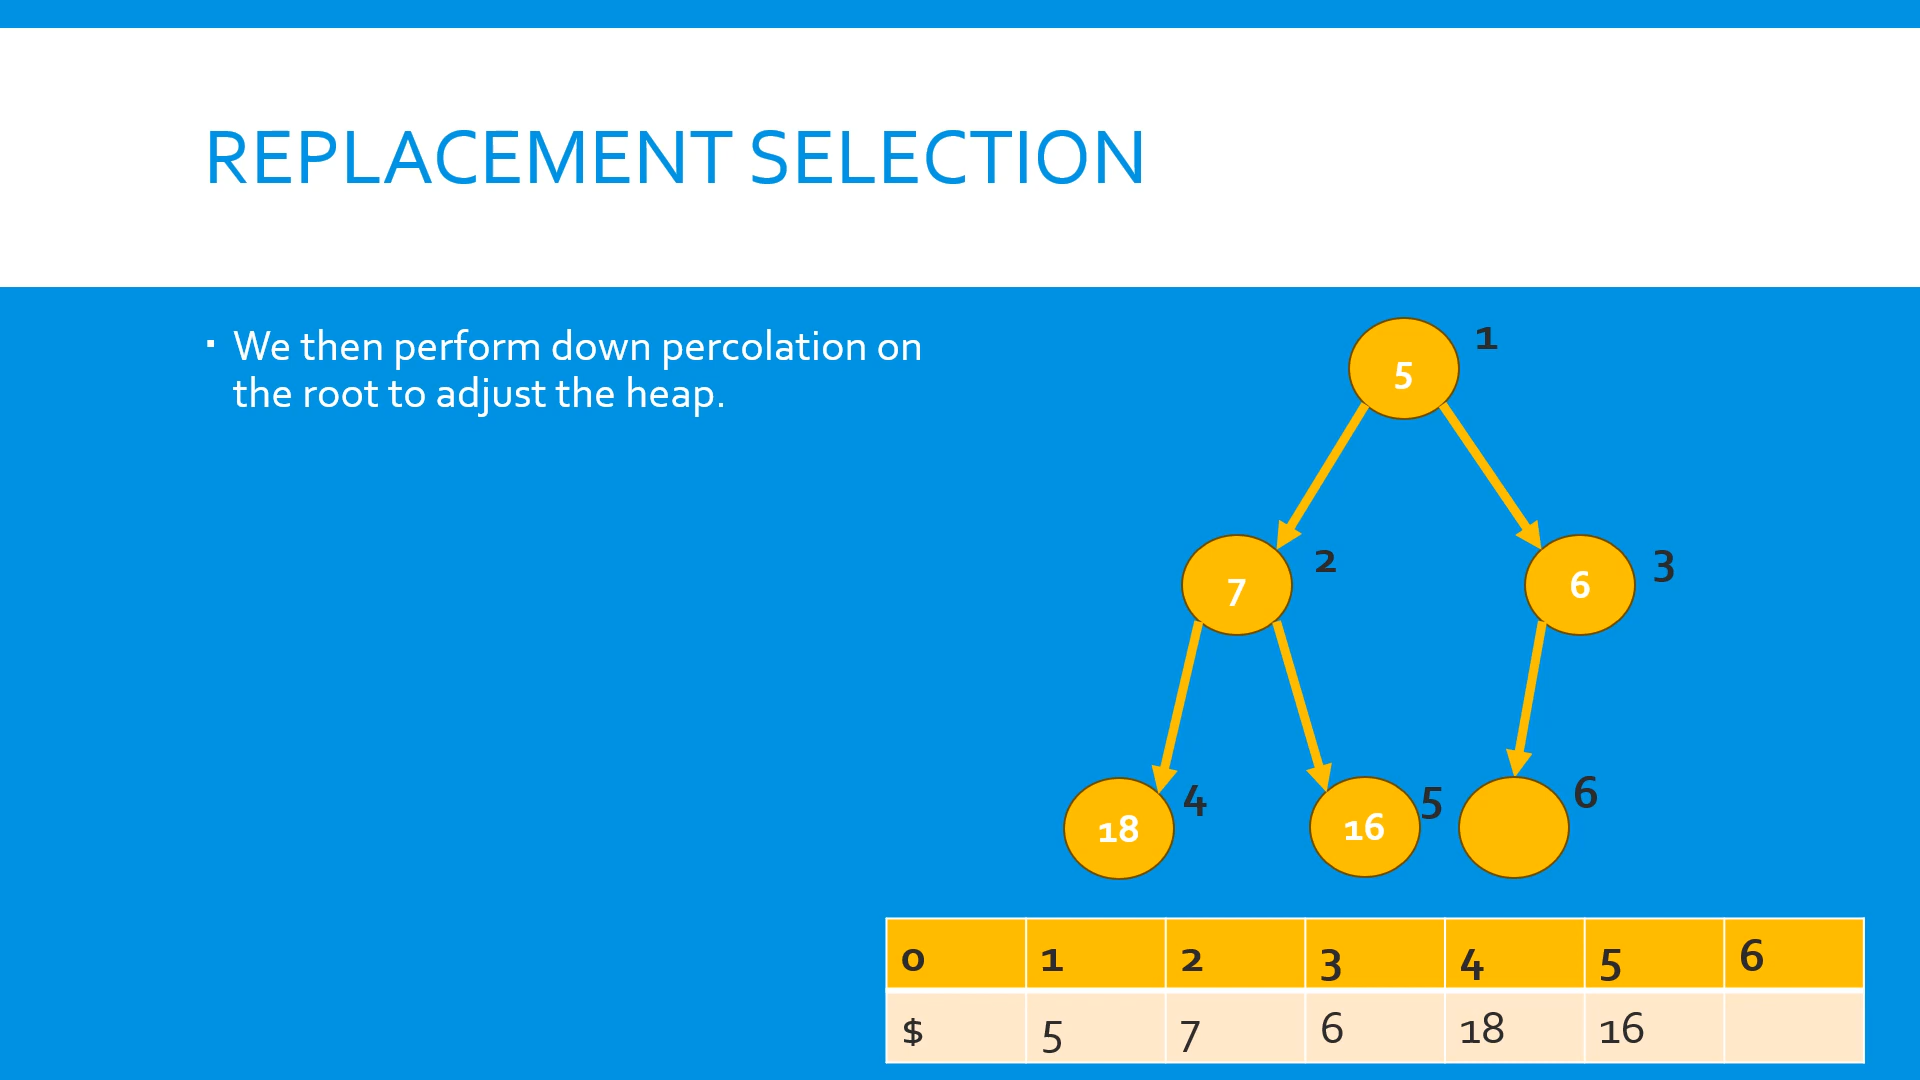 REPLACEMENT SELECTION
▪ We then perform down percolation on
the root to adjust the heap.
5 1
7 2 6 3
18 4 16 5 6
0 1 2 3 4 5 6
$ 5 7 6 18 16